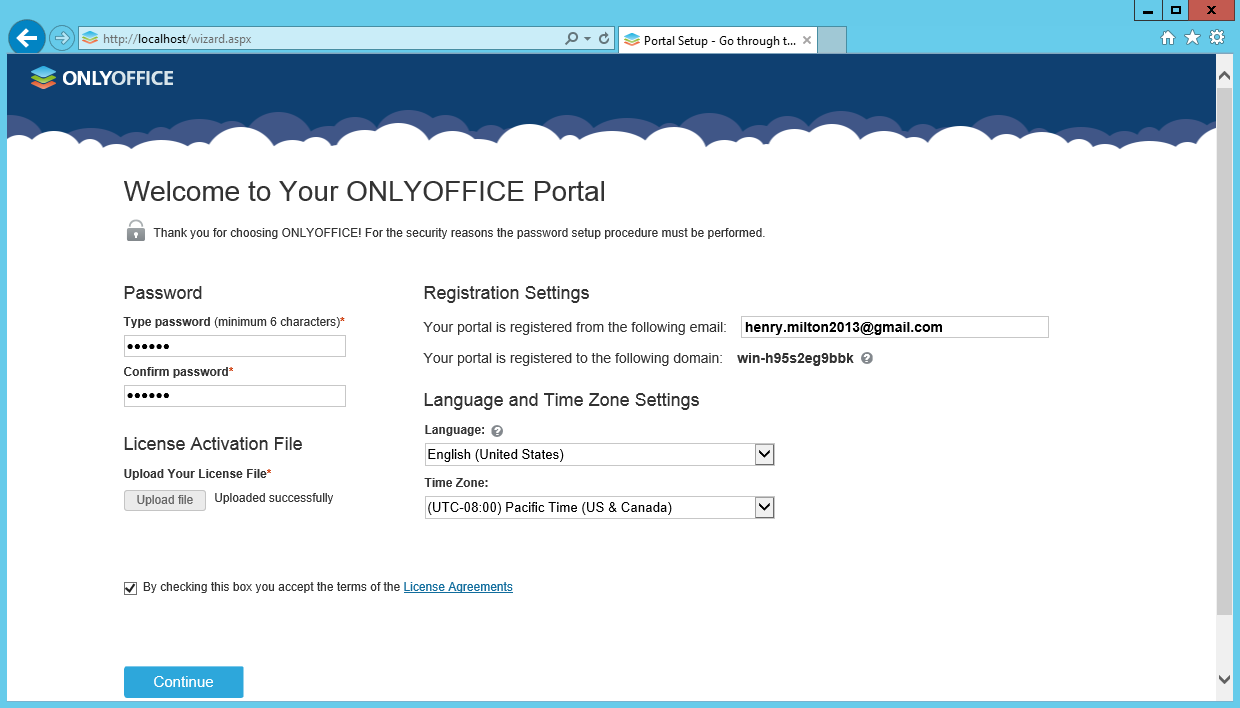 http://localhost/wizard.aspx
Portal Setup - Go through t...
ONLYOFFICE
Welcome to Your ONLYOFFICE Portal
Thank you for choosing ONLYOFFICE! For the security reasons the password setup procedure must be performed.
Password
Type password (minimum 6 characters)*
••••••
Confirm password*
••••••
License Activation File
Upload Your License File*
Upload file Uploaded successfully
Registration Settings
Your portal is registered from the following email: henry.milton2013@gmail.com
Your portal is registered to the following domain: win-h95s2eg9bbk ?
Language and Time Zone Settings
Language: ?
English (United States)
Time Zone:
(UTC-08:00) Pacific Time (US & Canada)
By checking this box you accept the terms of the License Agreements
Continue